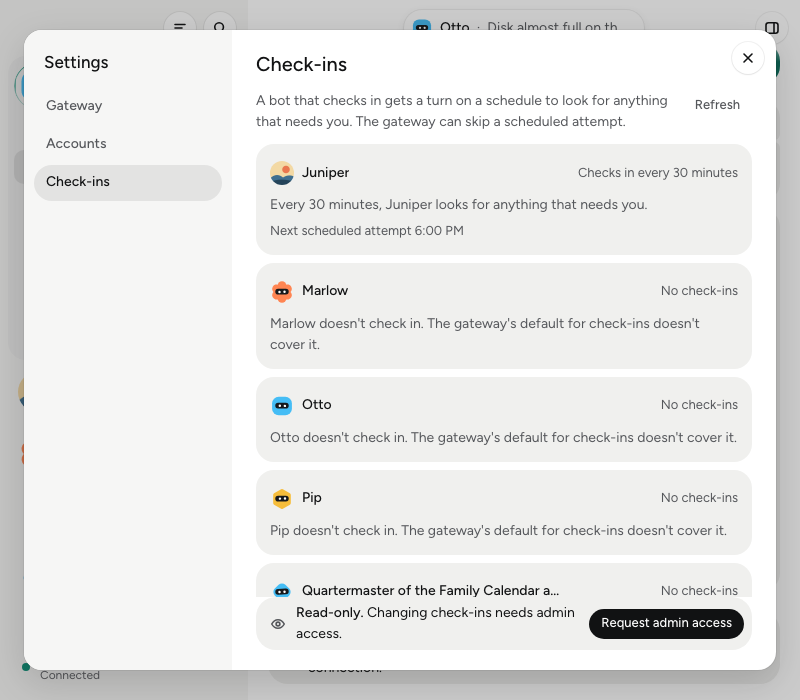 Otto · Disk almost full on th
Settings
Gateway
Accounts
Check-ins
Check-ins
A bot that checks in gets a turn on a schedule to look for anything
that needs you. The gateway can skip a scheduled attempt.
Refresh
Juniper
Checks in every 30 minutes
Every 30 minutes, Juniper looks for anything that needs you.
Next scheduled attempt 6:00 PM
Marlow
No check-ins
Marlow doesn't check in. The gateway's default for check-ins doesn't
cover it.
Otto
No check-ins
Otto doesn't check in. The gateway's default for check-ins doesn't cover it.
Pip
No check-ins
Pip doesn't check in. The gateway's default for check-ins doesn't cover it.
Quartermaster of the Family Calendar a...
No check-ins
Read-only. Changing check-ins needs admin
access.
Request admin access
connection.
Connected